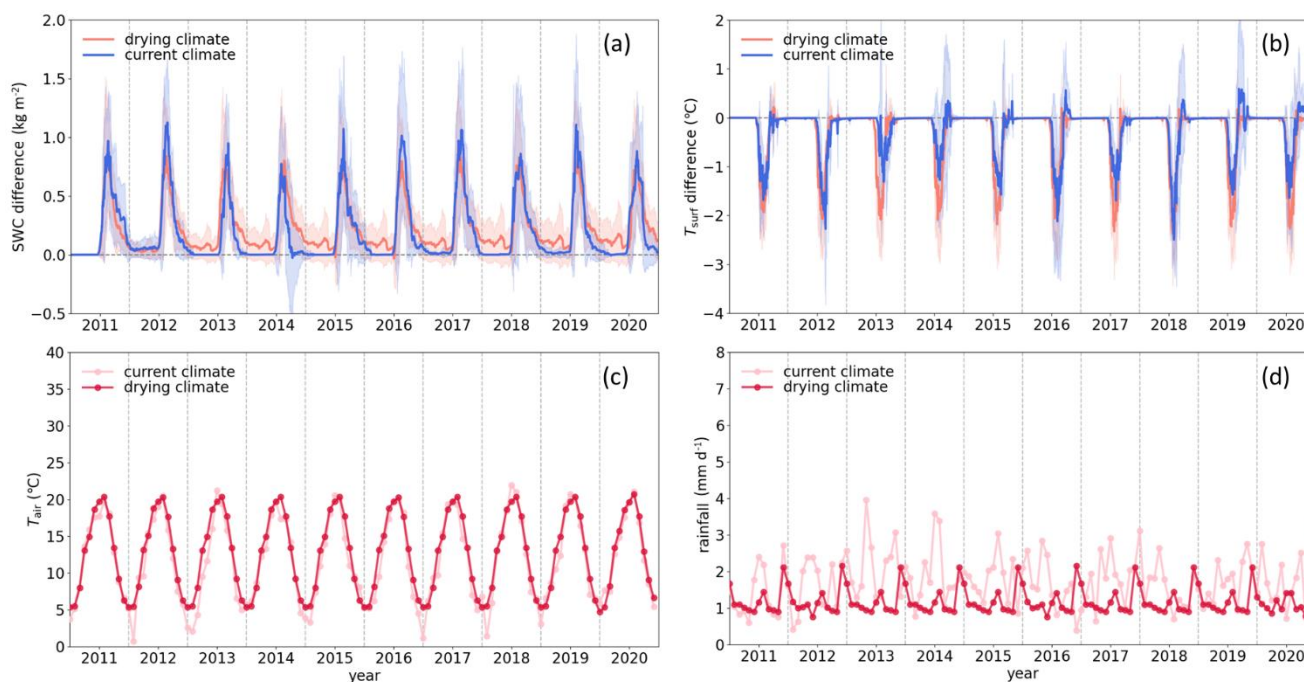 (a)
drying climate
current climate
SWC difference (kg m⁻²)
2.0
1.5
1.0
0.5
0.0
−0.5
2011 2012 2013 2014 2015 2016 2017 2018 2019 2020
(b)
drying climate
current climate
Tsurf difference (°C)
2
1
0
−1
−2
−3
−4
2011 2012 2013 2014 2015 2016 2017 2018 2019 2020
(c)
current climate
drying climate
Tair (°C)
40
35
30
25
20
15
10
5
0
2011 2012 2013 2014 2015 2016 2017 2018 2019 2020
year
(d)
current climate
drying climate
rainfall (mm d⁻¹)
8
7
6
5
4
3
2
1
0
2011 2012 2013 2014 2015 2016 2017 2018 2019 2020
year